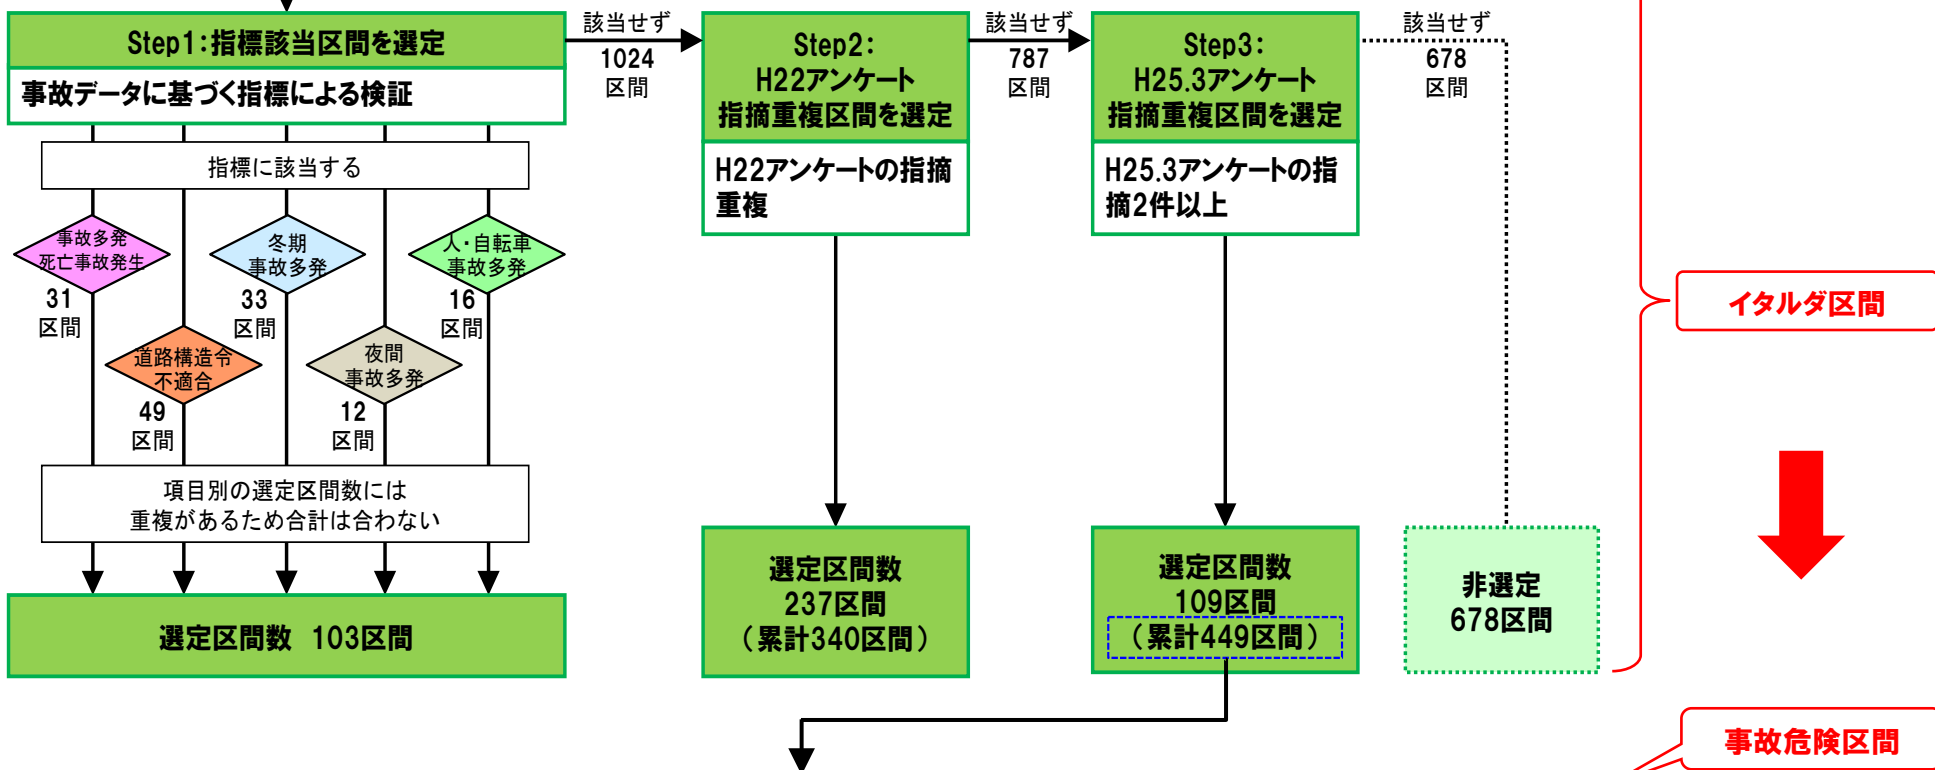 Step1:指標該当区間を選定
事故データに基づく指標による検証
指標に該当する
事故多発
死亡事故発生
31
区間
道路構造令
不適合
49
区間
冬期
事故多発
33
区間
夜間
事故多発
12
区間
人・自転車
事故多発
16
区間
項目別の選定区間数には
重複があるため合計は合わない
選定区間数 103区間
該当せず
1024
区間
Step2:
H22アンケート
指摘重複区間を選定
H22アンケートの指摘
重複
選定区間数
237区間
(累計340区間)
該当せず
787
区間
Step3:
H25.3アンケート
指摘重複区間を選定
H25.3アンケートの指
摘2件以上
選定区間数
109区間
(累計449区間)
該当せず
678
区間
非選定
678区間
イタルダ区間
事故危険区間